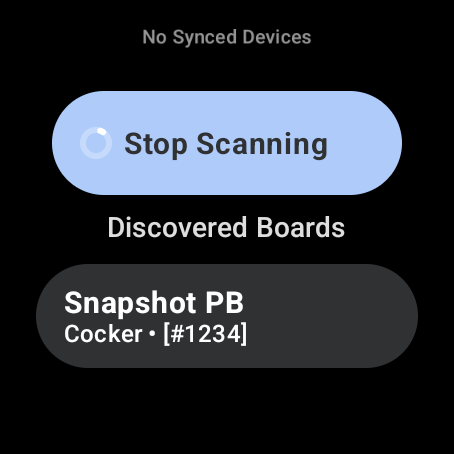 No Synced Devices
Stop Scanning
Discovered Boards
Snapshot PB
Cocker • [#1234]